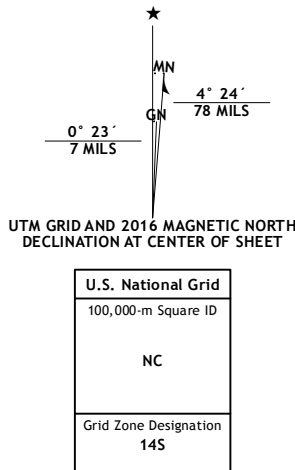 MN
4° 24´
78 MILS
GN
0° 23´
7 MILS
UTM GRID AND 2016 MAGNETIC NORTH
DECLINATION AT CENTER OF SHEET
U.S. National Grid
100,000-m Square ID
NC
Grid Zone Designation
14S